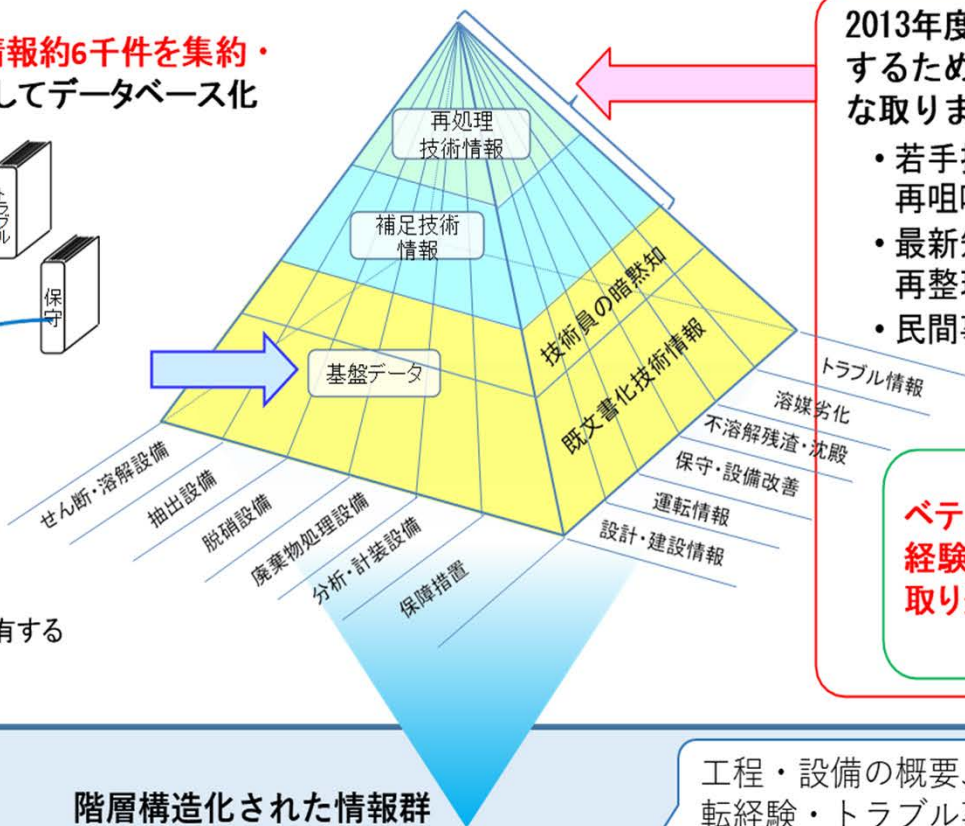 情報約6千件を集約・
してデータベース化
トラブル
保守
再処理
技術情報
補足技術
情報
基盤データ
技術員の暗黙知
既文書化技術情報
せん断・溶解設備
抽出設備
脱硝設備
廃棄物処理設備
分析・計装設備
保障措置
トラブル情報
溶媒劣化
不溶解残渣・沈殿
保守・設備改善
運転情報
設計・建設情報
2013年度
するため
な取りま
• 若手
再咀
• 最新
再整
• 民間
ベテ
経験
取り
有する
階層構造化された情報群
工程・設備の概要、
転経験・トラブル